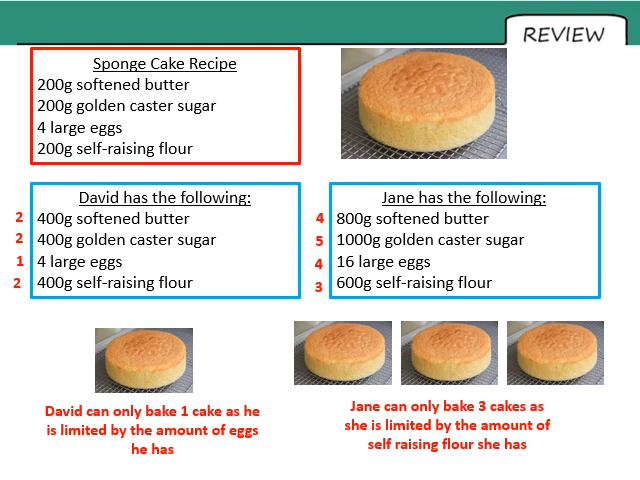 REVIEW
Sponge Cake Recipe
200g softened butter
200g golden caster sugar
4 large eggs
200g self-raising flour
David has the following:
2 400g softened butter
2 400g golden caster sugar
1 4 large eggs
2 400g self-raising flour
Jane has the following:
4 800g softened butter
5 1000g golden caster sugar
4 16 large eggs
3 600g self-raising flour
David can only bake 1 cake as he
is limited by the amount of eggs
he has
Jane can only bake 3 cakes as
she is limited by the amount of
self raising flour she has